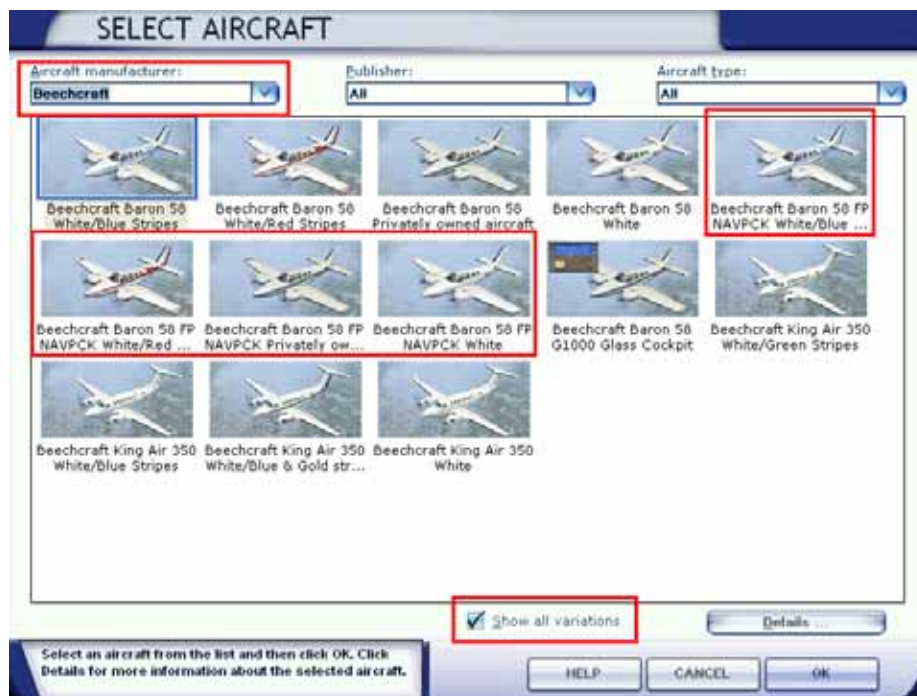 SELECT AIRCRAFT
Aircraft manufacturer:
Publisher:
Aircraft type:
Beechcraft
All
All
Beechcraft Baron 58
White/Blue Stripes
Beechcraft Baron 58
White/Red Stripes
Beechcraft Baron 58
Privately owned aircraft
Beechcraft Baron 58
White
Beechcraft Baron 58 FP
NAVPCK White/Blue ...
Beechcraft Baron 58 FP
NAVPCK White/Red ...
Beechcraft Baron 58 FP
NAVPCK Privately ow...
Beechcraft Baron 58 FP
NAVPCK White
Beechcraft Baron 58
G1000 Glass Cockpit
Beechcraft King Air 350
White/Green Stripes
Beechcraft King Air 350
White/Blue Stripes
Beechcraft King Air 350
White/Blue & Gold str...
Beechcraft King Air 350
White
Show all variations
Details ...
Select an aircraft from the list and then click OK. Click
Details for more information about the selected aircraft.
HELP
CANCEL
OK